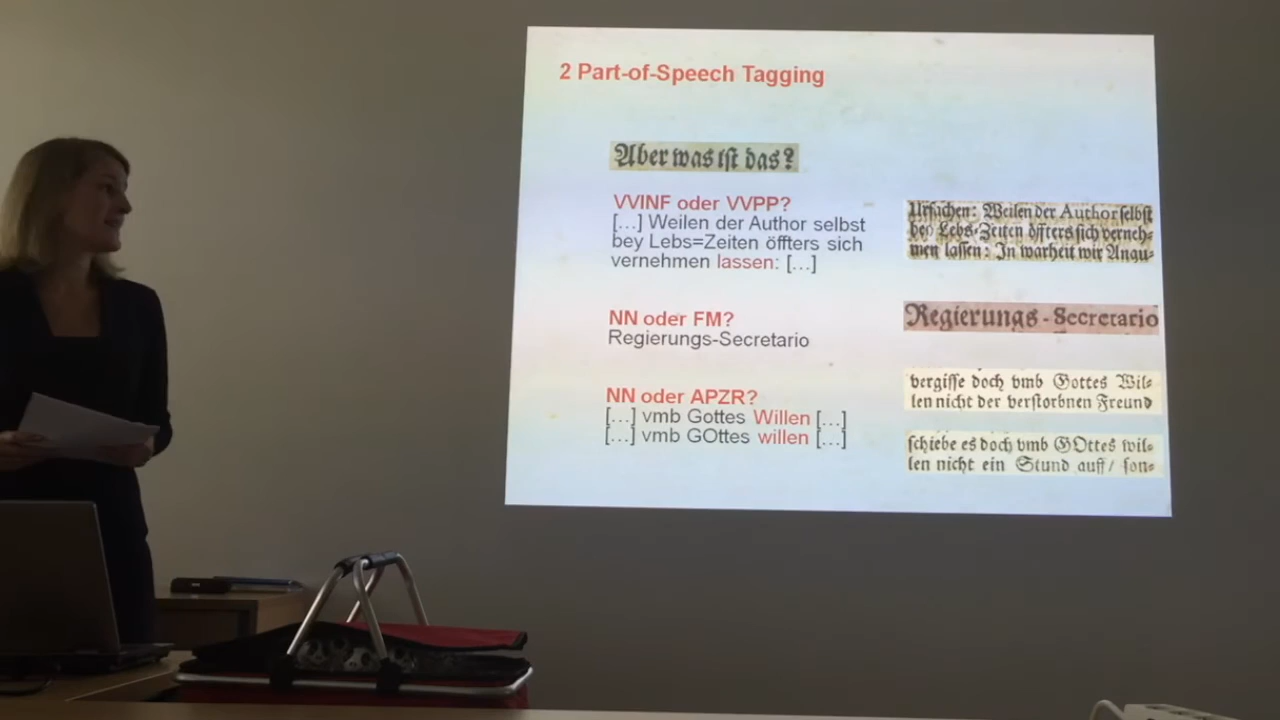 2 Part-of-Speech Tagging
Aber was iſt das?
VVINF oder VVPP?
[…] Weilen der Author selbst
bey Lebs=Zeiten öffters sich
vernehmen lassen: […]
Urſachen: Weilen der Author ſelbſt
bey Lebs-Zeiten öffters ſich verneh-
men laſſen: In warheit wir Angu-
NN oder FM?
Regierungs-Secretario
Regierungs-Secretario
NN oder APZR?
[…] vmb Gottes Willen […]
[…] vmb GOttes willen […]
vergiſſe doch vmb Gottes Wil-
len nicht der verſtorbnen Freund
ſchiebe es doch vmb GOttes wil-
len nicht ein Stund auff/ ſon-